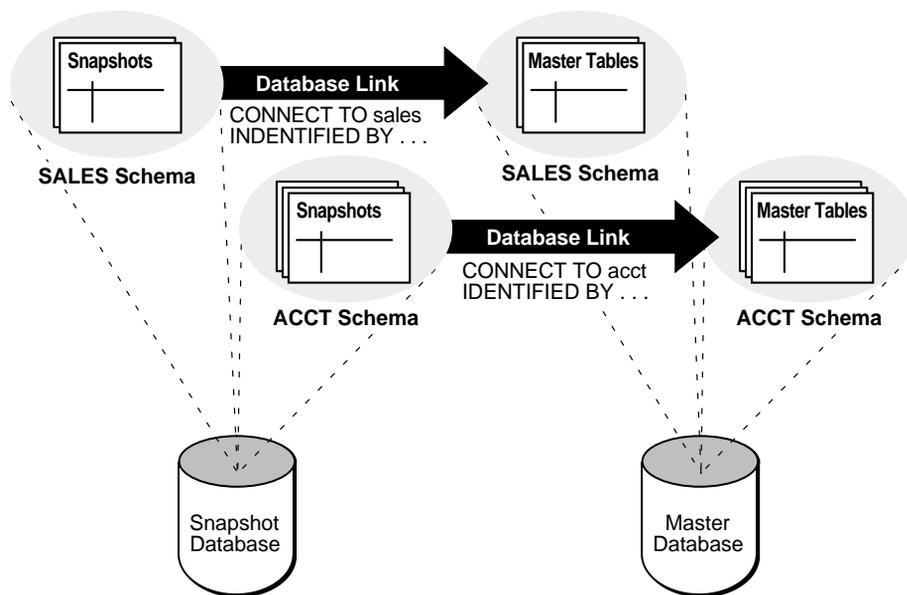 Snapshots
Database Link
CONNECT TO sales
INDENTIFIED BY . . .
Master Tables
SALES Schema
SALES Schema
Snapshots
Database Link
CONNECT TO acct
IDENTIFIED BY . . .
Master Tables
ACCT Schema
ACCT Schema
Snapshot
Database
Master
Database